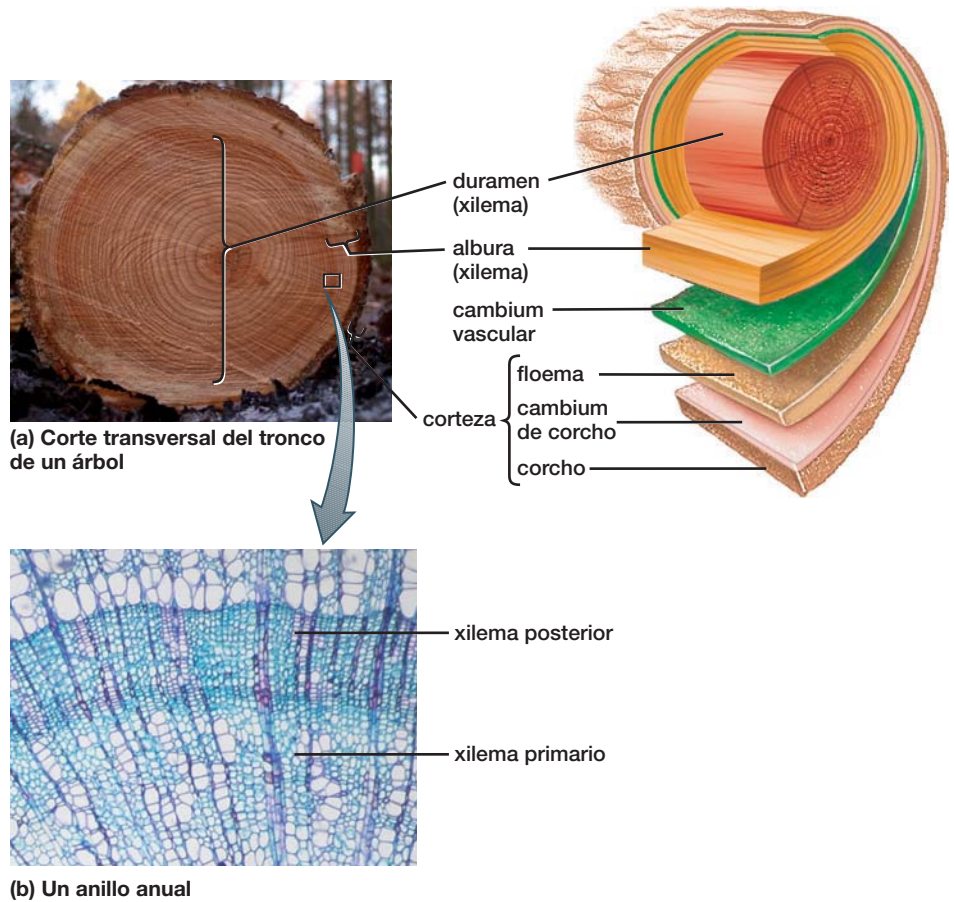 duramen
(xilema)
albura
(xilema)
cambium
vascular
floema
corteza
cambium
de corcho
corcho
(a) Corte transversal del tronco
de un árbol
xilema posterior
xilema primario
(b) Un anillo anual